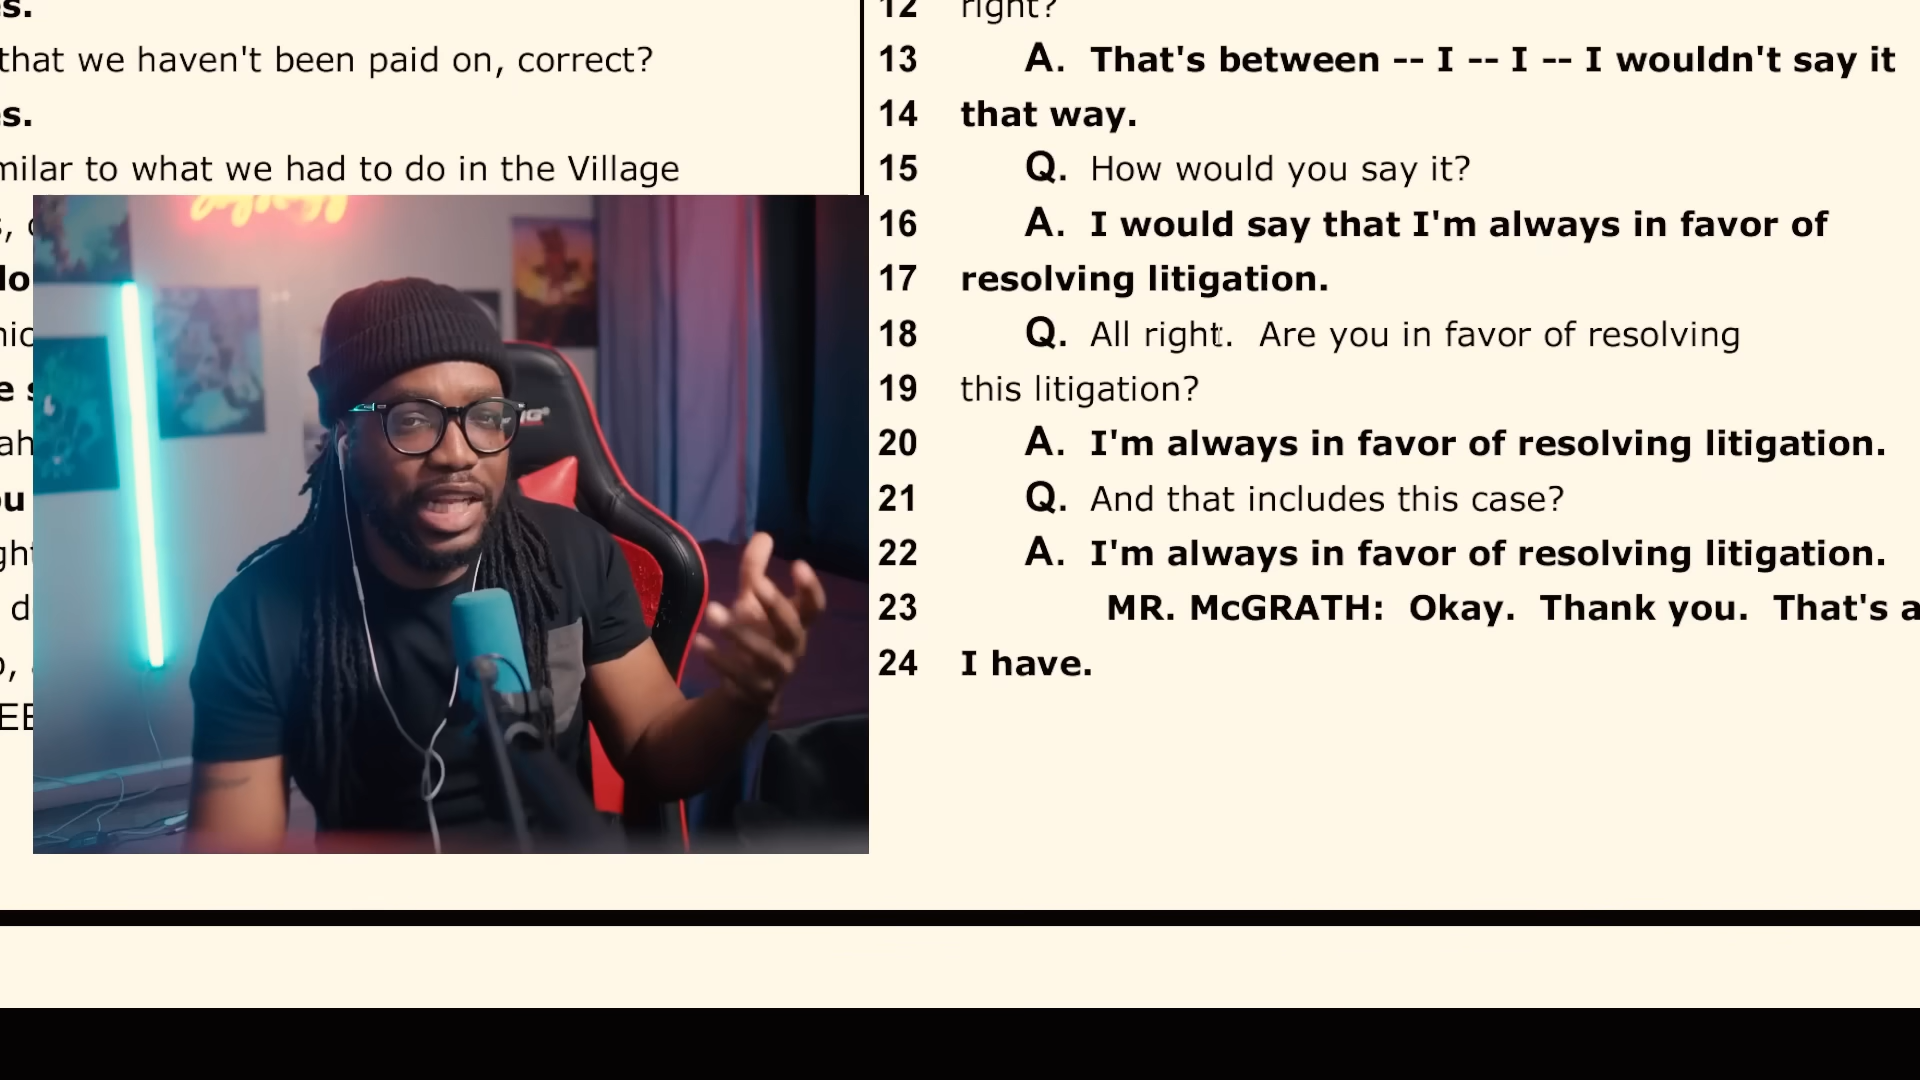 that we haven't been paid on, correct?
to what we had to do in the Village
12 right?
13 A. That's between -- I -- I -- I wouldn't say it
14 that way.
15 Q. How would you say it?
16 A. I would say that I'm always in favor of
17 resolving litigation.
18 Q. All right. Are you in favor of resolving
19 this litigation?
20 A. I'm always in favor of resolving litigation.
21 Q. And that includes this case?
22 A. I'm always in favor of resolving litigation.
23 MR. McGRATH: Okay. Thank you. That's
24 I have.